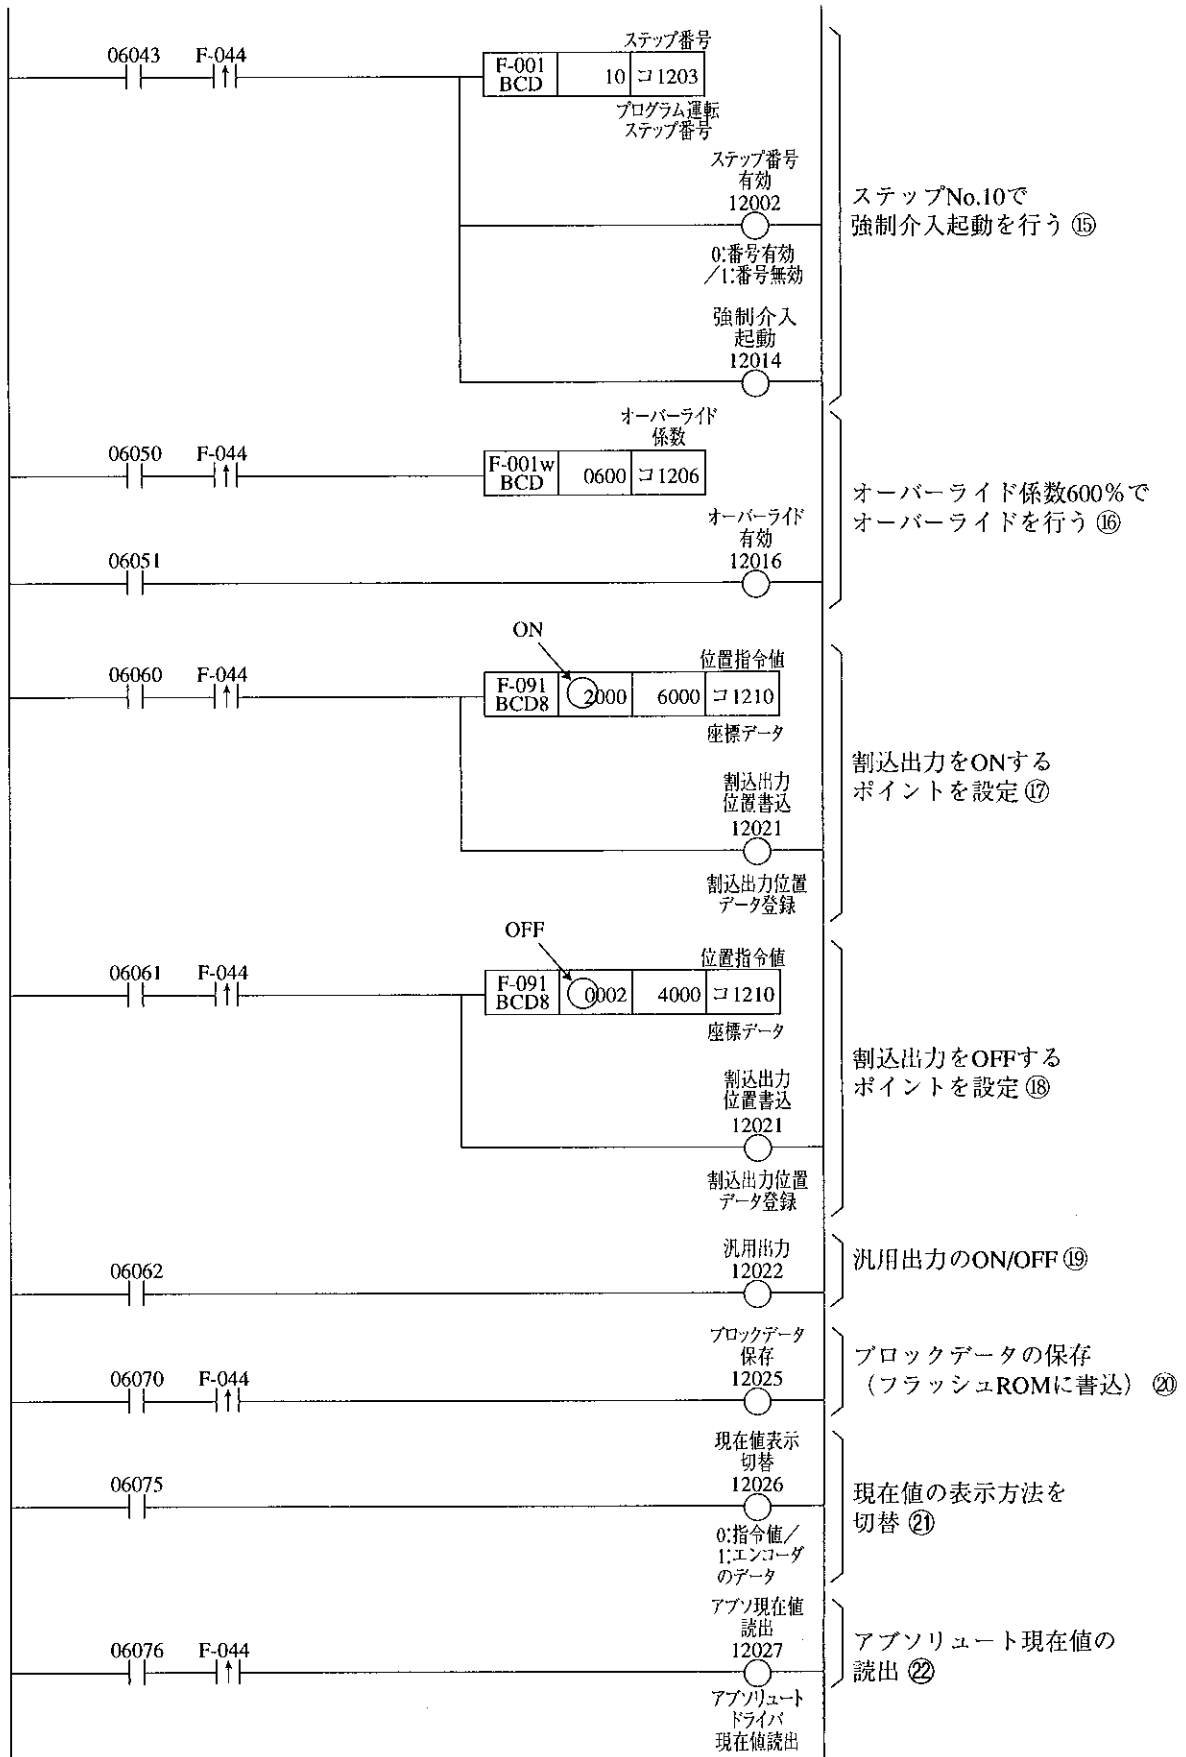 ステップ番号
06043 F-044
F-001
BCD 10 コ1203
プログラム運転
ステップ番号
ステップ番号
有効
12002
0:番号有効
／1:番号無効
強制介入
起動
12014
ステップNo.10で
強制介入起動を行う ⑮
オーバーライド
係数
06050 F-044
F-001w
BCD 0600 コ1206
オーバーライド
有効
06051 12016
オーバーライド係数600％で
オーバーライドを行う ⑯
ON
位置指令値
06060 F-044
F-091
BCD8 2000 6000 コ1210
座標データ
割込出力
位置書込
12021
割込出力位置
データ登録
割込出力をONする
ポイントを設定 ⑰
OFF
位置指令値
06061 F-044
F-091
BCD8 0002 4000 コ1210
座標データ
割込出力
位置書込
12021
割込出力位置
データ登録
割込出力をOFFする
ポイントを設定 ⑱
汎用出力
06062 12022
汎用出力のON/OFF ⑲
ブロックデータ
保存
06070 F-044 12025
ブロックデータの保存
（フラッシュROMに書込） ⑳
現在値表示
切替
06075 12026
0:指令値／
1:エンコーダ
のデータ
現在値の表示方法を
切替 ㉑
アブソ現在値
読出
06076 F-044 12027
アブソリュート
ドライバ
現在値読出
アブソリュート現在値の
読出 ㉒